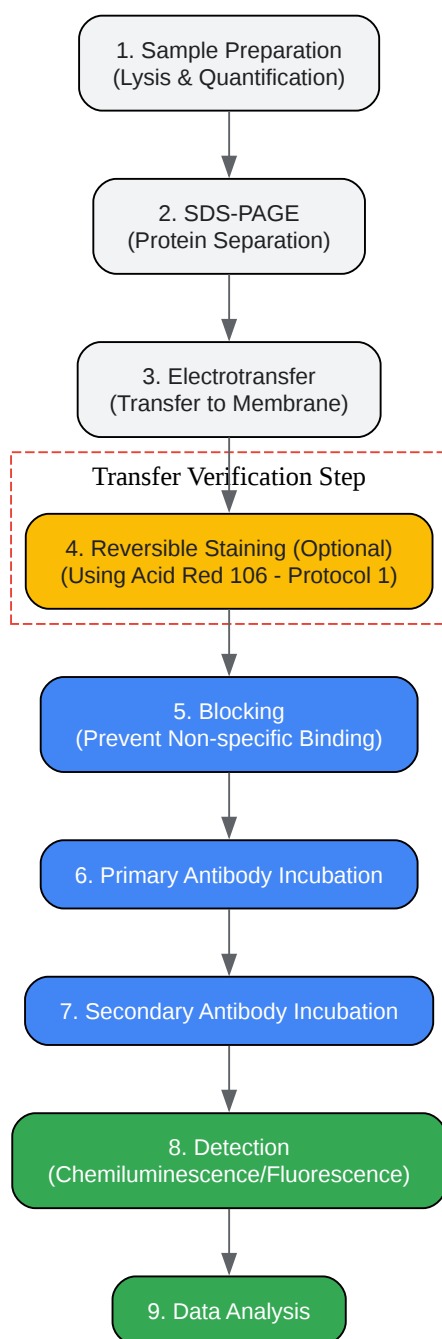 1. Sample Preparation
(Lysis & Quantification)
2. SDS-PAGE
(Protein Separation)
3. Electrotransfer
(Transfer to Membrane)
Transfer Verification Step
4. Reversible Staining (Optional)
(Using Acid Red 106 - Protocol 1)
5. Blocking
(Prevent Non-specific Binding)
6. Primary Antibody Incubation
7. Secondary Antibody Incubation
8. Detection
(Chemiluminescence/Fluorescence)
9. Data Analysis